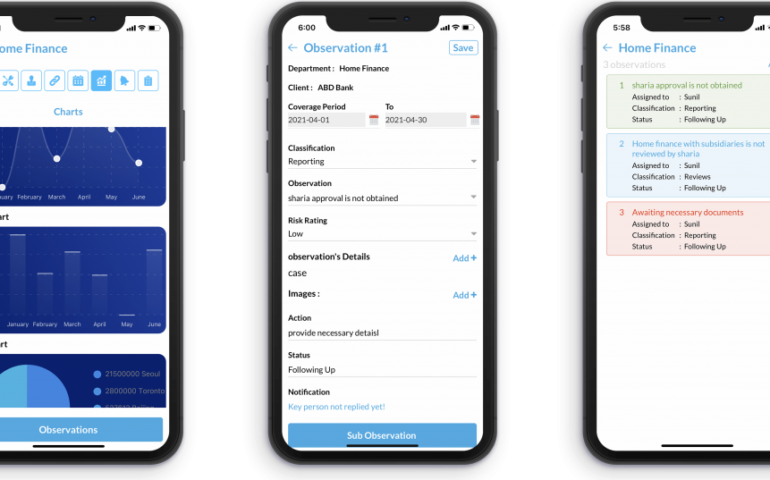 ome Finance
Charts
uary February March April May June
art
January February March April May June
rt
21500000 Seoul
2800000 Toronto
Observations
6:00
← Observation #1 Save
Department : Home Finance
Client : ABD Bank
Coverage Period To
2021-04-01 2021-04-30
Classification
Reporting
Observation
sharia approval is not obtained
Risk Rating
Low
observation's Details Add +
case
Images : Add +
Action
provide necessary detaisl
Status
Following Up
Notification
Key person not replied yet!
Sub Observation
5:58
← Home Finance
3 observations
1 sharia approval is not obtained
Assigned to : Sunil
Classification : Reporting
Status : Following Up
2 Home finance with subsidiaries is not
reviewed by sharia
Assigned to : Sunil
Classification : Reviews
Status : Following Up
3 Awaiting necessary documents
Assigned to : Sunil
Classification : Reporting
Status : Following Up